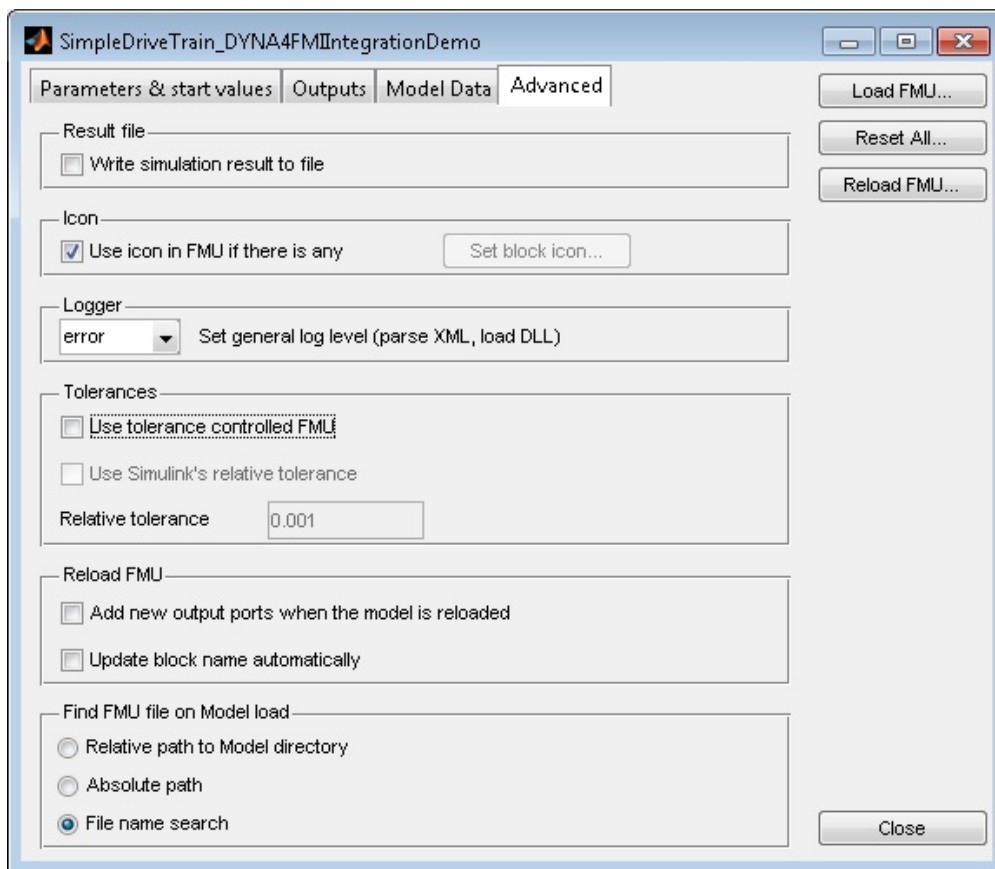 SimpleDriveTrain_DYNA4FMIIntegrationDemo
Parameters & start values Outputs Model Data Advanced
Load FMU...
Reset All...
Reload FMU...
Result file
Write simulation result to file
Icon
Use icon in FMU if there is any Set block icon...
Logger
error Set general log level (parse XML, load DLL)
Tolerances
Use tolerance controlled FMU
Use Simulink's relative tolerance
Relative tolerance 0.001
Reload FMU
Add new output ports when the model is reloaded
Update block name automatically
Find FMU file on Model load
Relative path to Model directory
Absolute path
File name search
Close